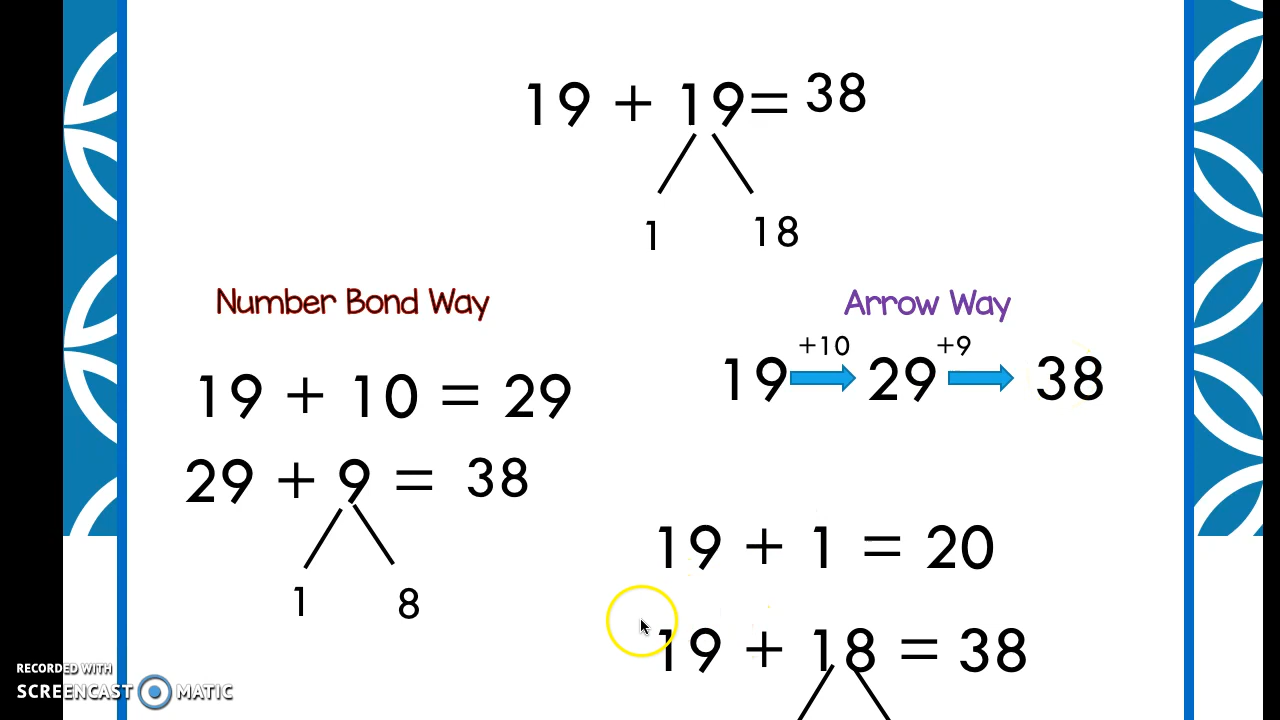 19 + 19= 38
1 18
Number Bond Way
19 + 10 = 29
29 + 9 = 38
1 8
Arrow Way
+10 +9
19 29 38
19 + 1 = 20
19 + 18 = 38
RECORDED WITH
SCREENCAST MATIC